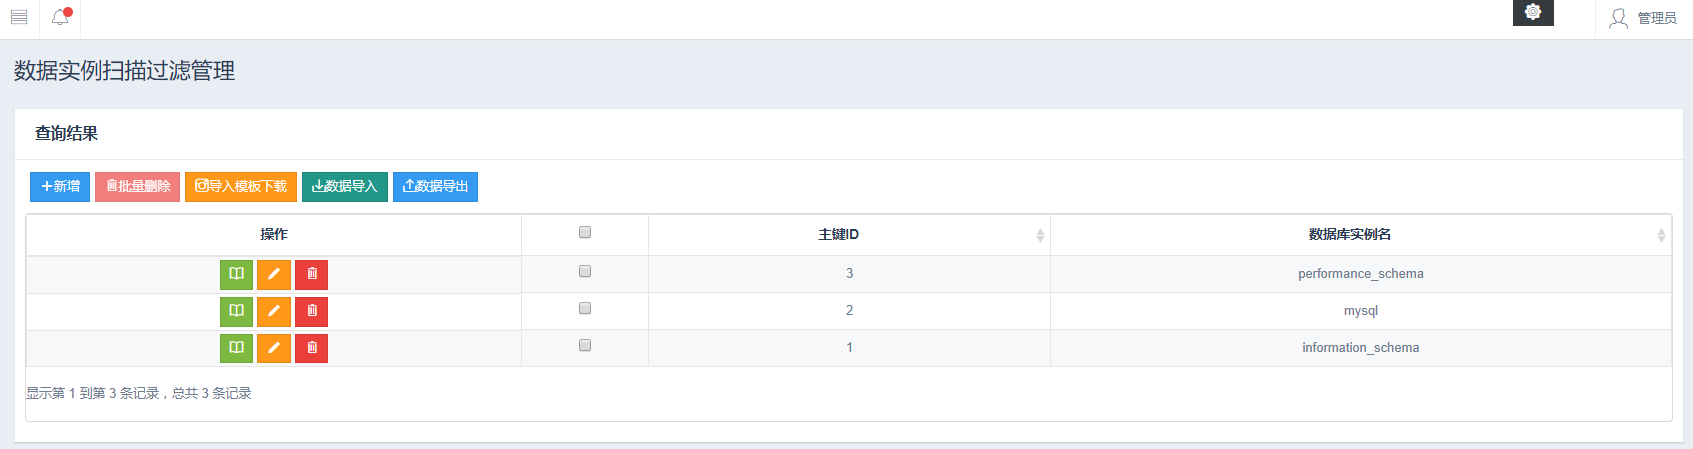 管理员
数据实例扫描过滤管理
查询结果
新增 批量删除 导入模板下载 数据导入 数据导出
操作 主键ID 数据库实例名
3 performance_schema
2 mysql
1 information_schema
显示第 1 到第 3 条记录，总共 3 条记录